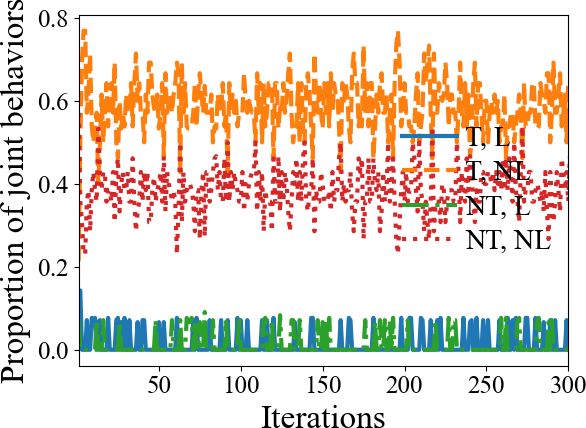 Proportion of joint behaviors
0.8
0.6
0.4
0.2
0.0
T, L
T, NL
NT, L
NT, NL
50
100
150
200
250
300
Iterations